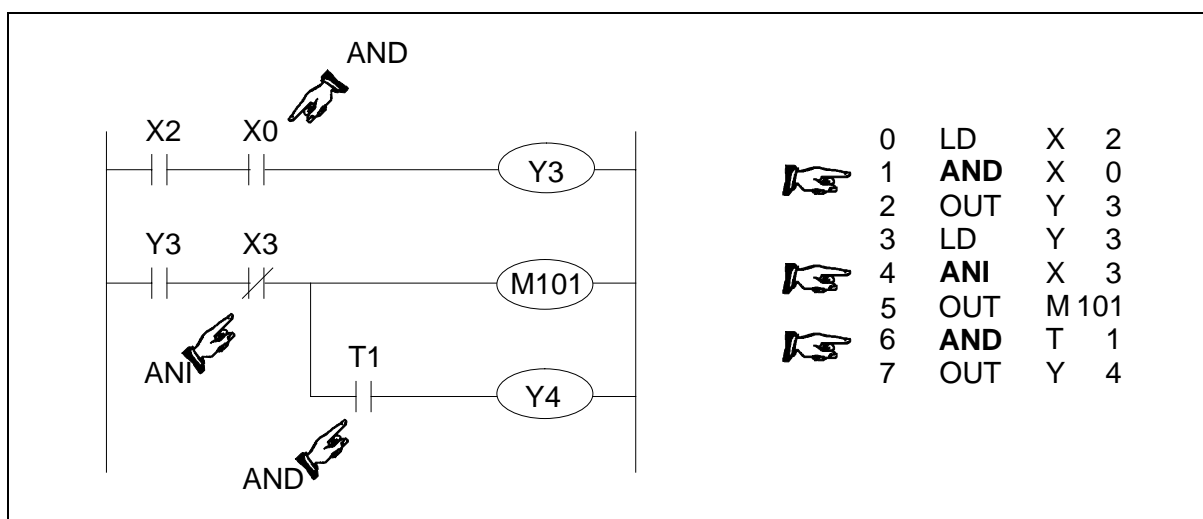 AND
X2 X0
Y3
Y3 X3
M101
ANI
T1
Y4
AND
0 LD X 2
1 AND X 0
2 OUT Y 3
3 LD Y 3
4 ANI X 3
5 OUT M 101
6 AND T 1
7 OUT Y 4